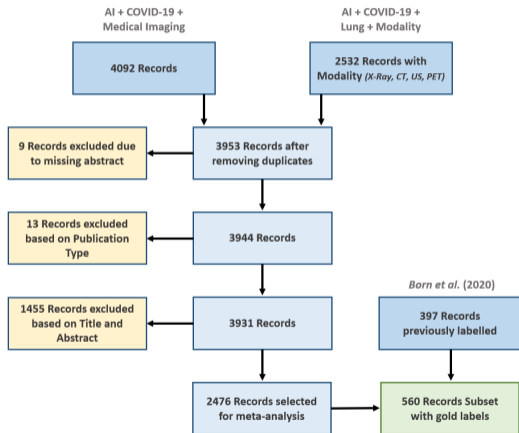 AI + COVID-19 +
Medical Imaging
AI + COVID-19 +
Lung + Modality
4092 Records
2532 Records with
Modality (X-Ray, CT, US, PET)
9 Records excluded due
to missing abstract
3953 Records after
removing duplicates
13 Records excluded
based on Publication
Type
3944 Records
1455 Records excluded
based on Title and
Abstract
3931 Records
Born et al. (2020)
397 Records
previously labelled
2476 Records selected
for meta-analysis
560 Records Subset
with gold labels